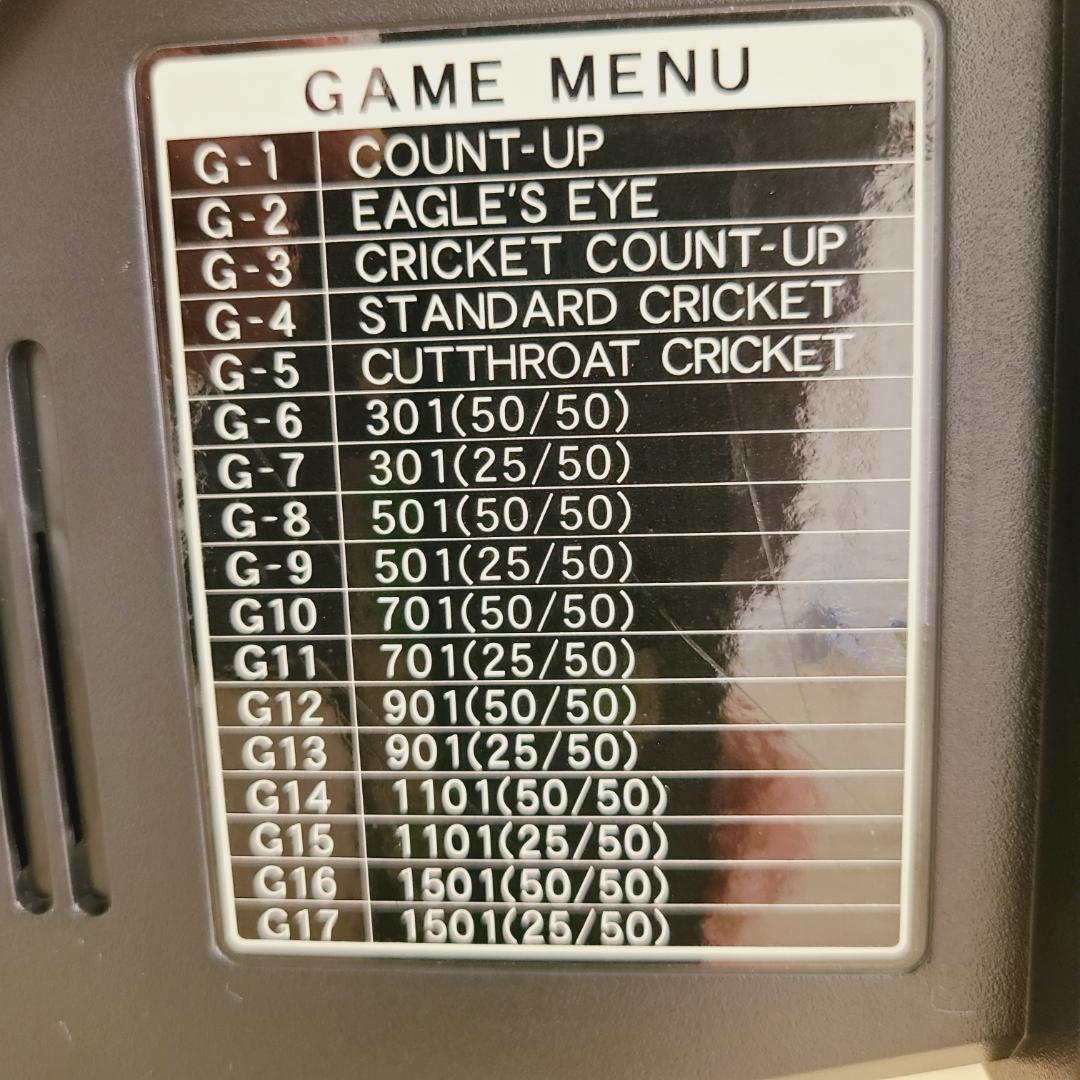 GAME MENU
G-1 COUNT-UP
G-2 EAGLE'S EYE
G-3 CRICKET COUNT-UP
G-4 STANDARD CRICKET
G-5 CUTTHROAT CRICKET
G-6 301(50/50)
G-7 301(25/50)
G-8 501(50/50)
G-9 501(25/50)
G10 701(50/50)
G11 701(25/50)
G12 901(50/50)
G13 901(25/50)
G14 1101(50/50)
G15 1101(25/50)
G16 1501(50/50)
G17 1501(25/50)